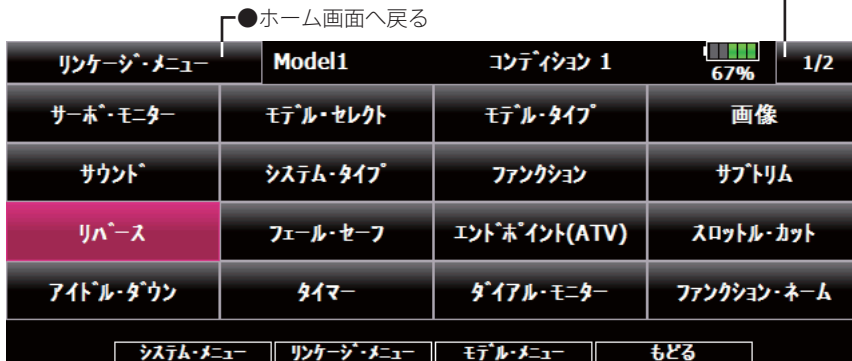 ●ホーム画面へ戻る
リンケージ・メニュー Model1 コンディション 1 67% 1/2
サーボ・モニター モデル・セレクト モデル・タイプ 画像
サウンド システム・タイプ ファンクション サブトリム
リバース フェール・セーフ エンドポイント(ATV) スロットル・カット
アイドル・ダウン タイマー ダイアル・モニター ファンクション・ネーム
システム・メニュー リンケージ・メニュー モデル・メニュー もどる